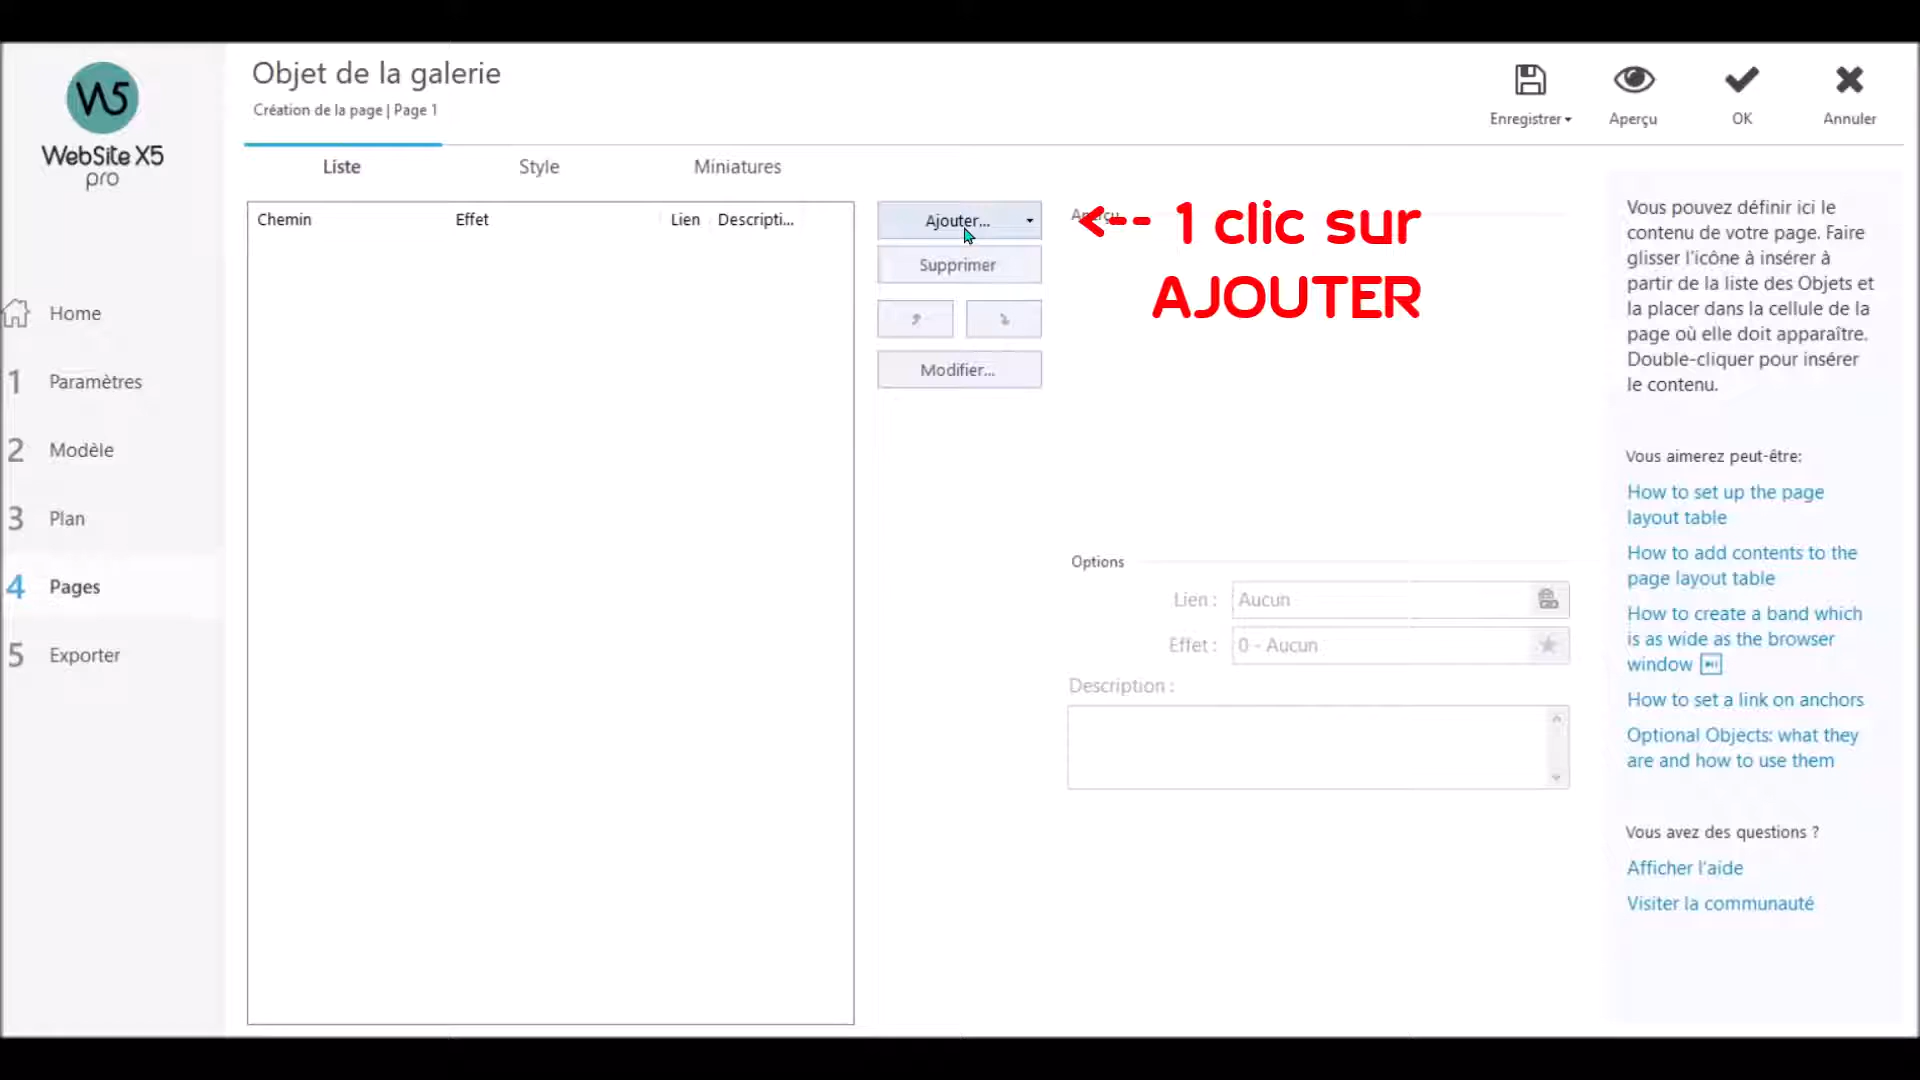 Objet de la galerie
Création de la page | Page 1
Enregistrer
Aperçu
OK
Annuler
W5
WebSite X5
pro
Home
1 Paramètres
2 Modèle
3 Plan
4 Pages
5 Exporter
Liste
Style
Miniatures
Chemin
Effet
Lien
Descripti...
Ajouter...
Supprimer
Modifier...
Aperçu
<-- 1 clic sur
AJOUTER
Options
Lien :
Aucun
Effet :
0 - Aucun
Description :
Vous pouvez définir ici le
contenu de votre page. Faire
glisser l'icône à insérer à
partir de la liste des Objets et
la placer dans la cellule de la
page où elle doit apparaître.
Double-cliquer pour insérer
le contenu.
Vous aimerez peut-être:
How to set up the page
layout table
How to add contents to the
page layout table
How to create a band which
is as wide as the browser
window
How to set a link on anchors
Optional Objects: what they
are and how to use them
Vous avez des questions ?
Afficher l'aide
Visiter la communauté